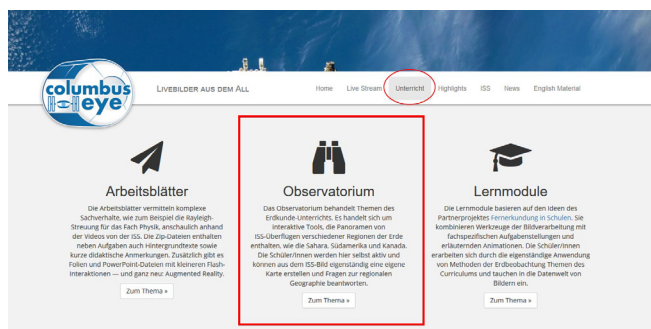 columbus
eye
LIVEBILDER AUS DEM ALL
Home Live Stream Unterricht Highlights ISS News English Material
Arbeitsblätter
Die Arbeitsblätter vermitteln komplexe
Sachverhalte, wie zum Beispiel die Rayleigh-
Streuung für das Fach Physik, anschaulich anhand
der Videos von der ISS. Die Zip-Dateien enthalten
neben Aufgaben auch Hintergrundtexte sowie
kurze didaktische Anmerkungen. Zusätzlich gibt es
Folien und PowerPoint-Dateien mit kleineren Flash-
Interaktionen — und ganz neu: Augmented Reality.
Zum Thema »
Observatorium
Das Observatorium behandelt Themen des
Erdkunde-Unterrichts. Es handelt sich um
interaktive Tools, die Panoramen von
ISS-Überflügen verschiedener Regionen der Erde
enthalten, wie die Sahara, Südamerika und Kanada.
Die Schüler/innen werden hier selbst aktiv und
können aus dem ISS-Bild eigenständig eine eigene
Karte erstellen und Fragen zur regionalen
Geographie beantworten.
Zum Thema »
Lernmodule
Die Lernmodule basieren auf den Ideen des
Partnerprojektes Fernerkundung in Schulen. Sie
kombinieren Werkzeuge der Bildverarbeitung mit
fachspezifischen Aufgabenstellungen und
erläuternden Animationen. Die Schüler/innen
erarbeiten sich durch die eigenständige Anwendung
von Methoden der Erdbeobachtung Themen des
Curriculums und tauchen in die Datenwelt von
Bildern ein.
Zum Thema »